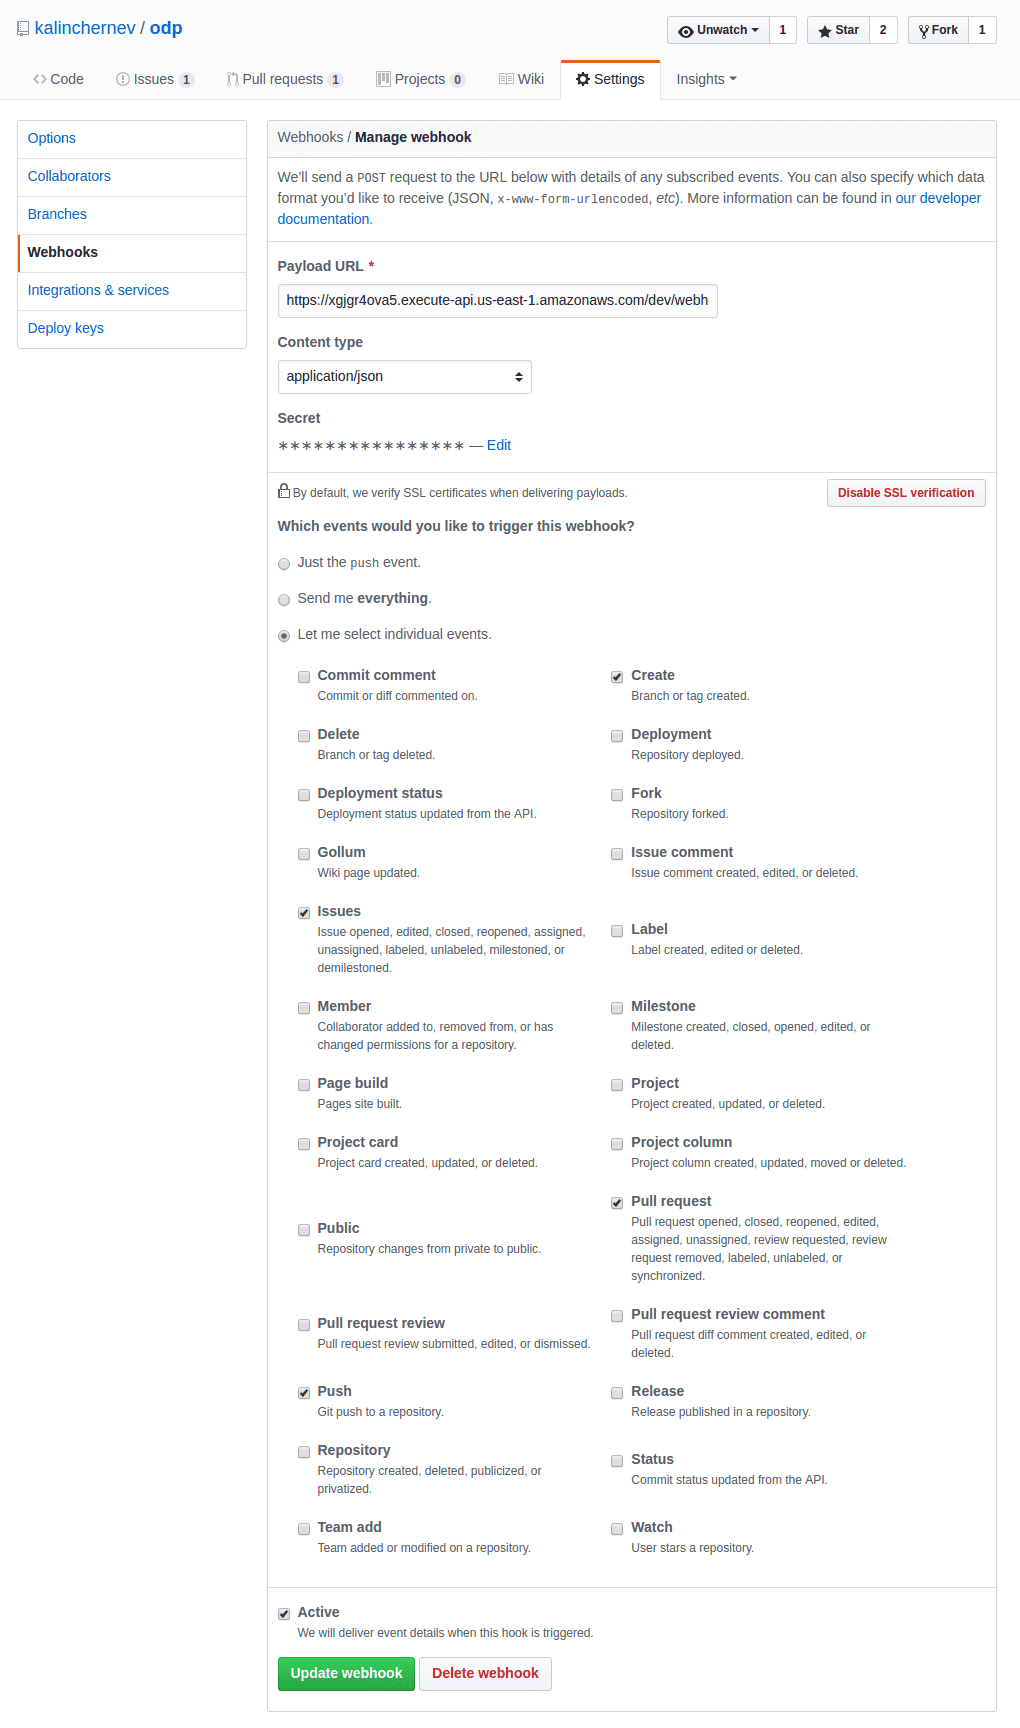 kalinchernev / odp
Unwatch 1 Star 2 Fork 1
Code Issues 1 Pull requests 1 Projects 0 Wiki Settings Insights
Options
Collaborators
Branches
Webhooks
Integrations & services
Deploy keys
Webhooks / Manage webhook
We'll send a POST request to the URL below with details of any subscribed events. You can also specify which data
format you'd like to receive (JSON, x-www-form-urlencoded, etc). More information can be found in our developer
documentation.
Payload URL *
https://xgjgr4ova5.execute-api.us-east-1.amazonaws.com/dev/webh
Content type
application/json
Secret
∗∗∗∗∗∗∗∗∗∗∗∗∗∗∗∗ — Edit
By default, we verify SSL certificates when delivering payloads.
Disable SSL verification
Which events would you like to trigger this webhook?
Just the push event.
Send me everything.
Let me select individual events.
Commit comment
Commit or diff commented on.
Create
Branch or tag created.
Delete
Branch or tag deleted.
Deployment
Repository deployed.
Deployment status
Deployment status updated from the API.
Fork
Repository forked.
Gollum
Wiki page updated.
Issue comment
Issue comment created, edited, or deleted.
Issues
Issue opened, edited, closed, reopened, assigned,
unassigned, labeled, unlabeled, milestoned, or
demilestoned.
Label
Label created, edited or deleted.
Member
Collaborator added to, removed from, or has
changed permissions for a repository.
Milestone
Milestone created, closed, opened, edited, or
deleted.
Page build
Pages site built.
Project
Project created, updated, or deleted.
Project card
Project card created, updated, or deleted.
Project column
Project column created, updated, moved or deleted.
Public
Repository changes from private to public.
Pull request
Pull request opened, closed, reopened, edited,
assigned, unassigned, review requested, review
request removed, labeled, unlabeled, or
synchronized.
Pull request review
Pull request review submitted, edited, or dismissed.
Pull request review comment
Pull request diff comment created, edited, or
deleted.
Push
Git push to a repository.
Release
Release published in a repository.
Repository
Repository created, deleted, publicized, or
privatized.
Status
Commit status updated from the API.
Team add
Team added or modified on a repository.
Watch
User stars a repository.
Active
We will deliver event details when this hook is triggered.
Update webhook Delete webhook